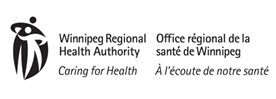 Winnipeg Regional
Health Authority
Caring for Health
Office régional de la
santé de Winnipeg
À l'écoute de notre santé